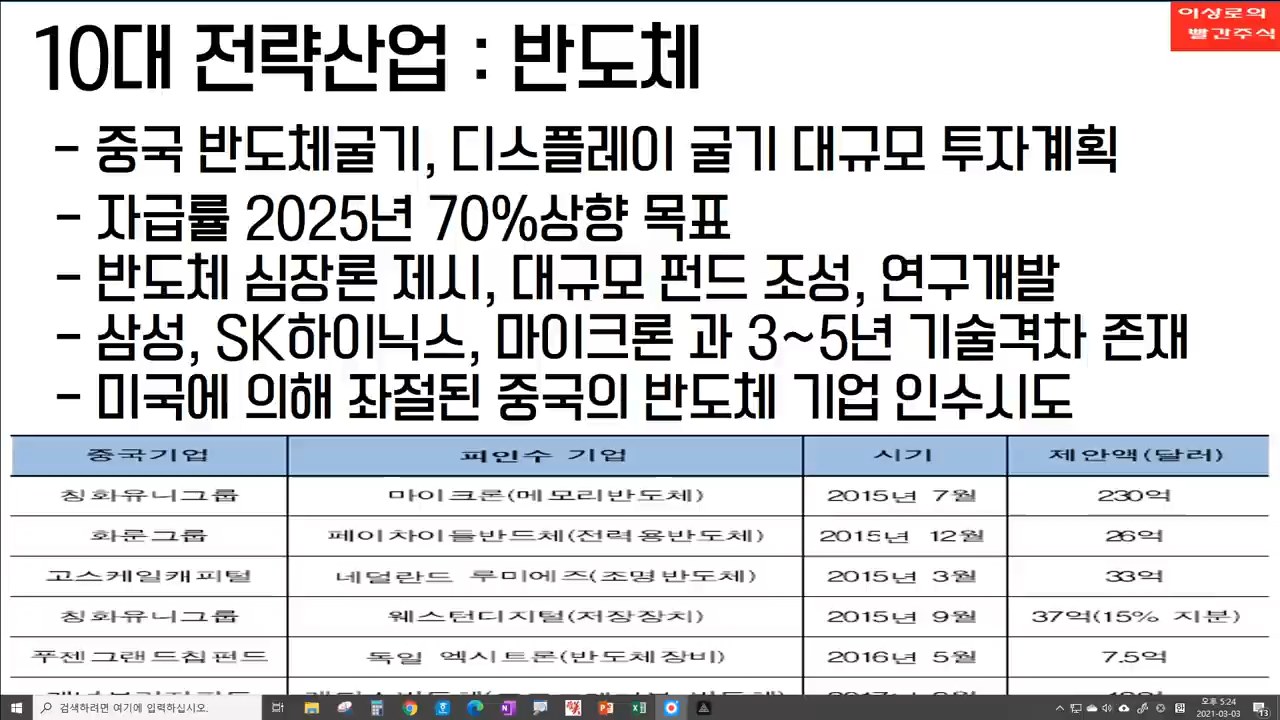 이상로의
빨간주식
10대 전략산업 : 반도체
- 중국 반도체굴기, 디스플레이 굴기 대규모 투자계획
- 자급률 2025년 70%상향 목표
- 반도체 심장론 제시, 대규모 펀드 조성, 연구개발
- 삼성, SK하이닉스, 마이크론 과 3~5년 기술격차 존재
- 미국에 의해 좌절된 중국의 반도체 기업 인수시도
중국기업 피인수 기업 시기 제안액(달러)
칭화유니그룹 마이크론(메모리반도체) 2015년 7월 230억
화룬그룹 페이차이들반드체(전력용반도체) 2015년 12월 26억
고스케일캐피털 네덜란드 루미에즈(조명반도체) 2015년 3월 33억
칭화유니그룹 웨스턴디지털(저장장치) 2015년 9월 37억(15% 지분)
푸젠그랜드칩펀드 독일 엑시트론(반도체장비) 2016년 5월 7.5억
검색하려면 여기에 입력하십시오.
오후 5:24
2021-03-03
13